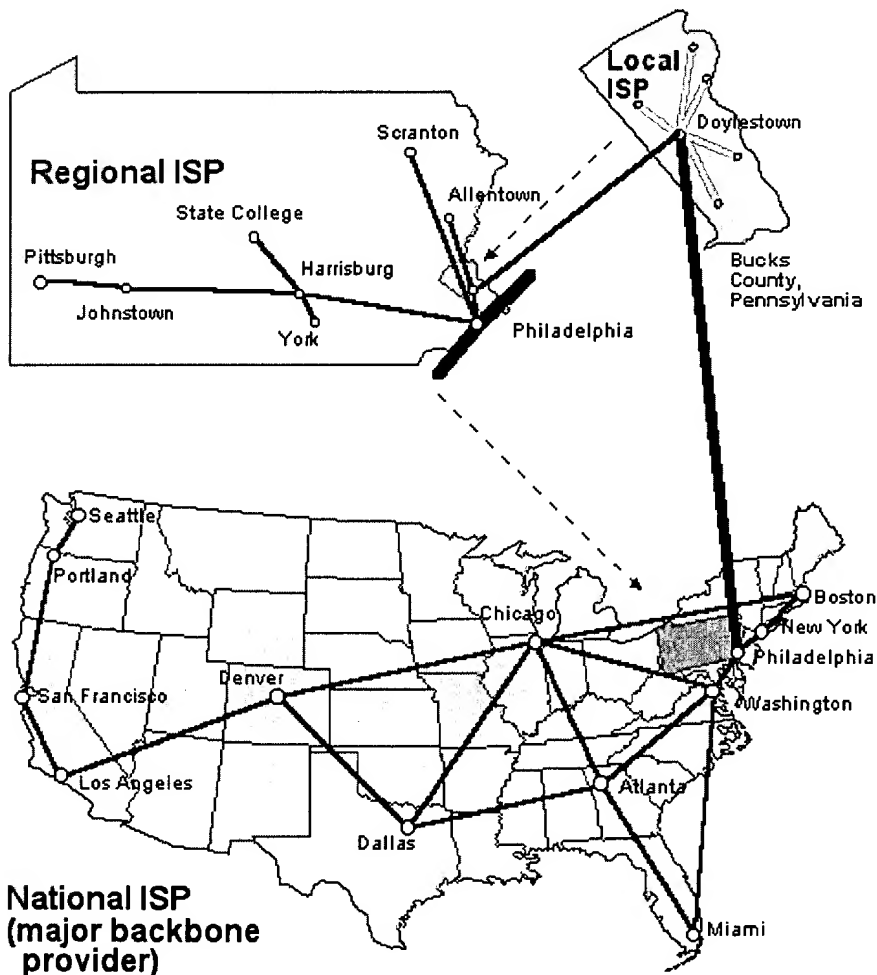 Local
ISP
Doylestown
Scranton
Regional ISP
Allentown
State College
Pittsburgh
Harrisburg
Johnstown
York
Philadelphia
Bucks
County,
Pennsylvania
Seattle
Portland
Chicago
Boston
New York
Philadelphia
Denver
San Francisco
Washington
Los Angeles
Atlanta
Dallas
National ISP
(major backbone
provider)
Miami